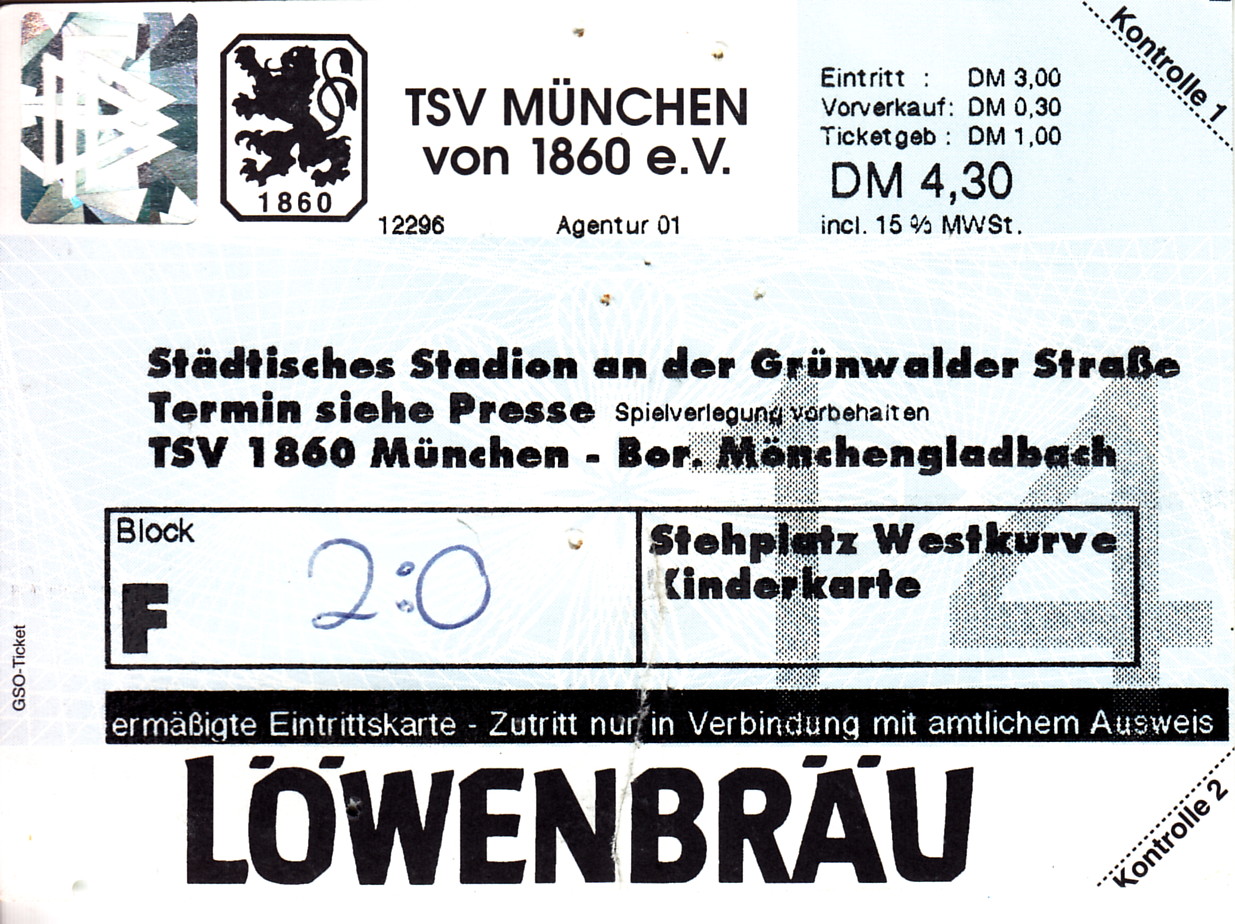 1860
TSV MÜNCHEN
von 1860 e.V.
12296 Agentur 01
Eintritt : DM 3,00
Vorverkauf: DM 0,30
Ticketgeb : DM 1,00
DM 4,30
incl. 15 % MWSt.
Kontrolle 1
Städtisches Stadion an der Grünwalder Straße
Termin siehe Presse Spielverlegung vorbehalten
TSV 1860 München - Bor. Mönchengladbach
14
Block
F
2:0
Stehplatz Westkurve
Kinderkarte
GSO-Ticket
ermäßigte Eintrittskarte - Zutritt nur in Verbindung mit amtlichem Ausweis
LÖWENBRÄU
Kontrolle 2